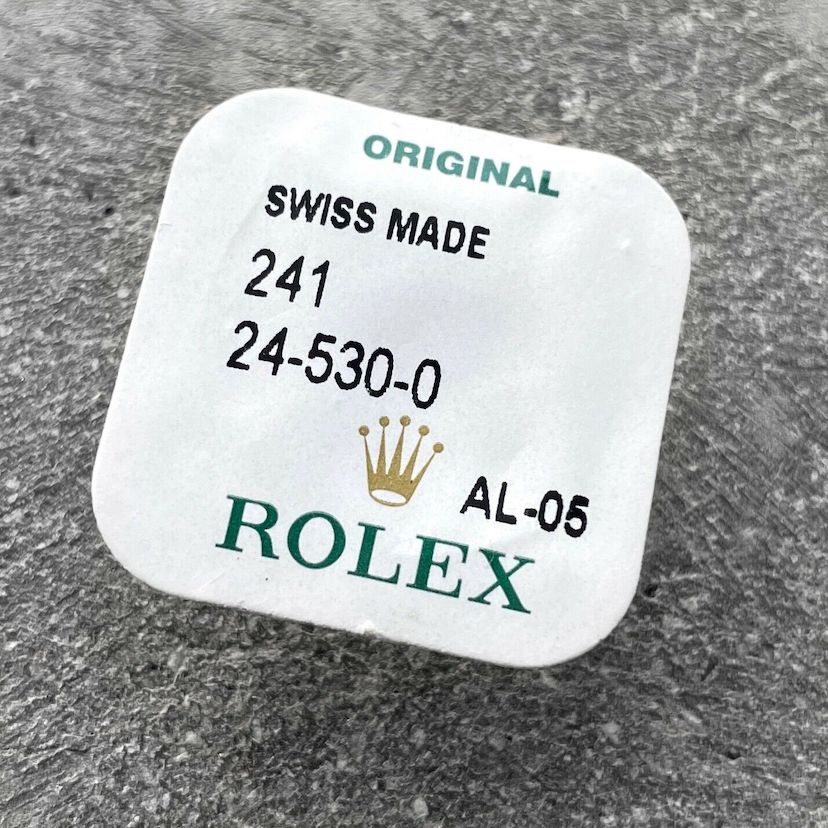 ORIGINAL
SWISS MADE
241
24-530-0
AL-05
ROLEX